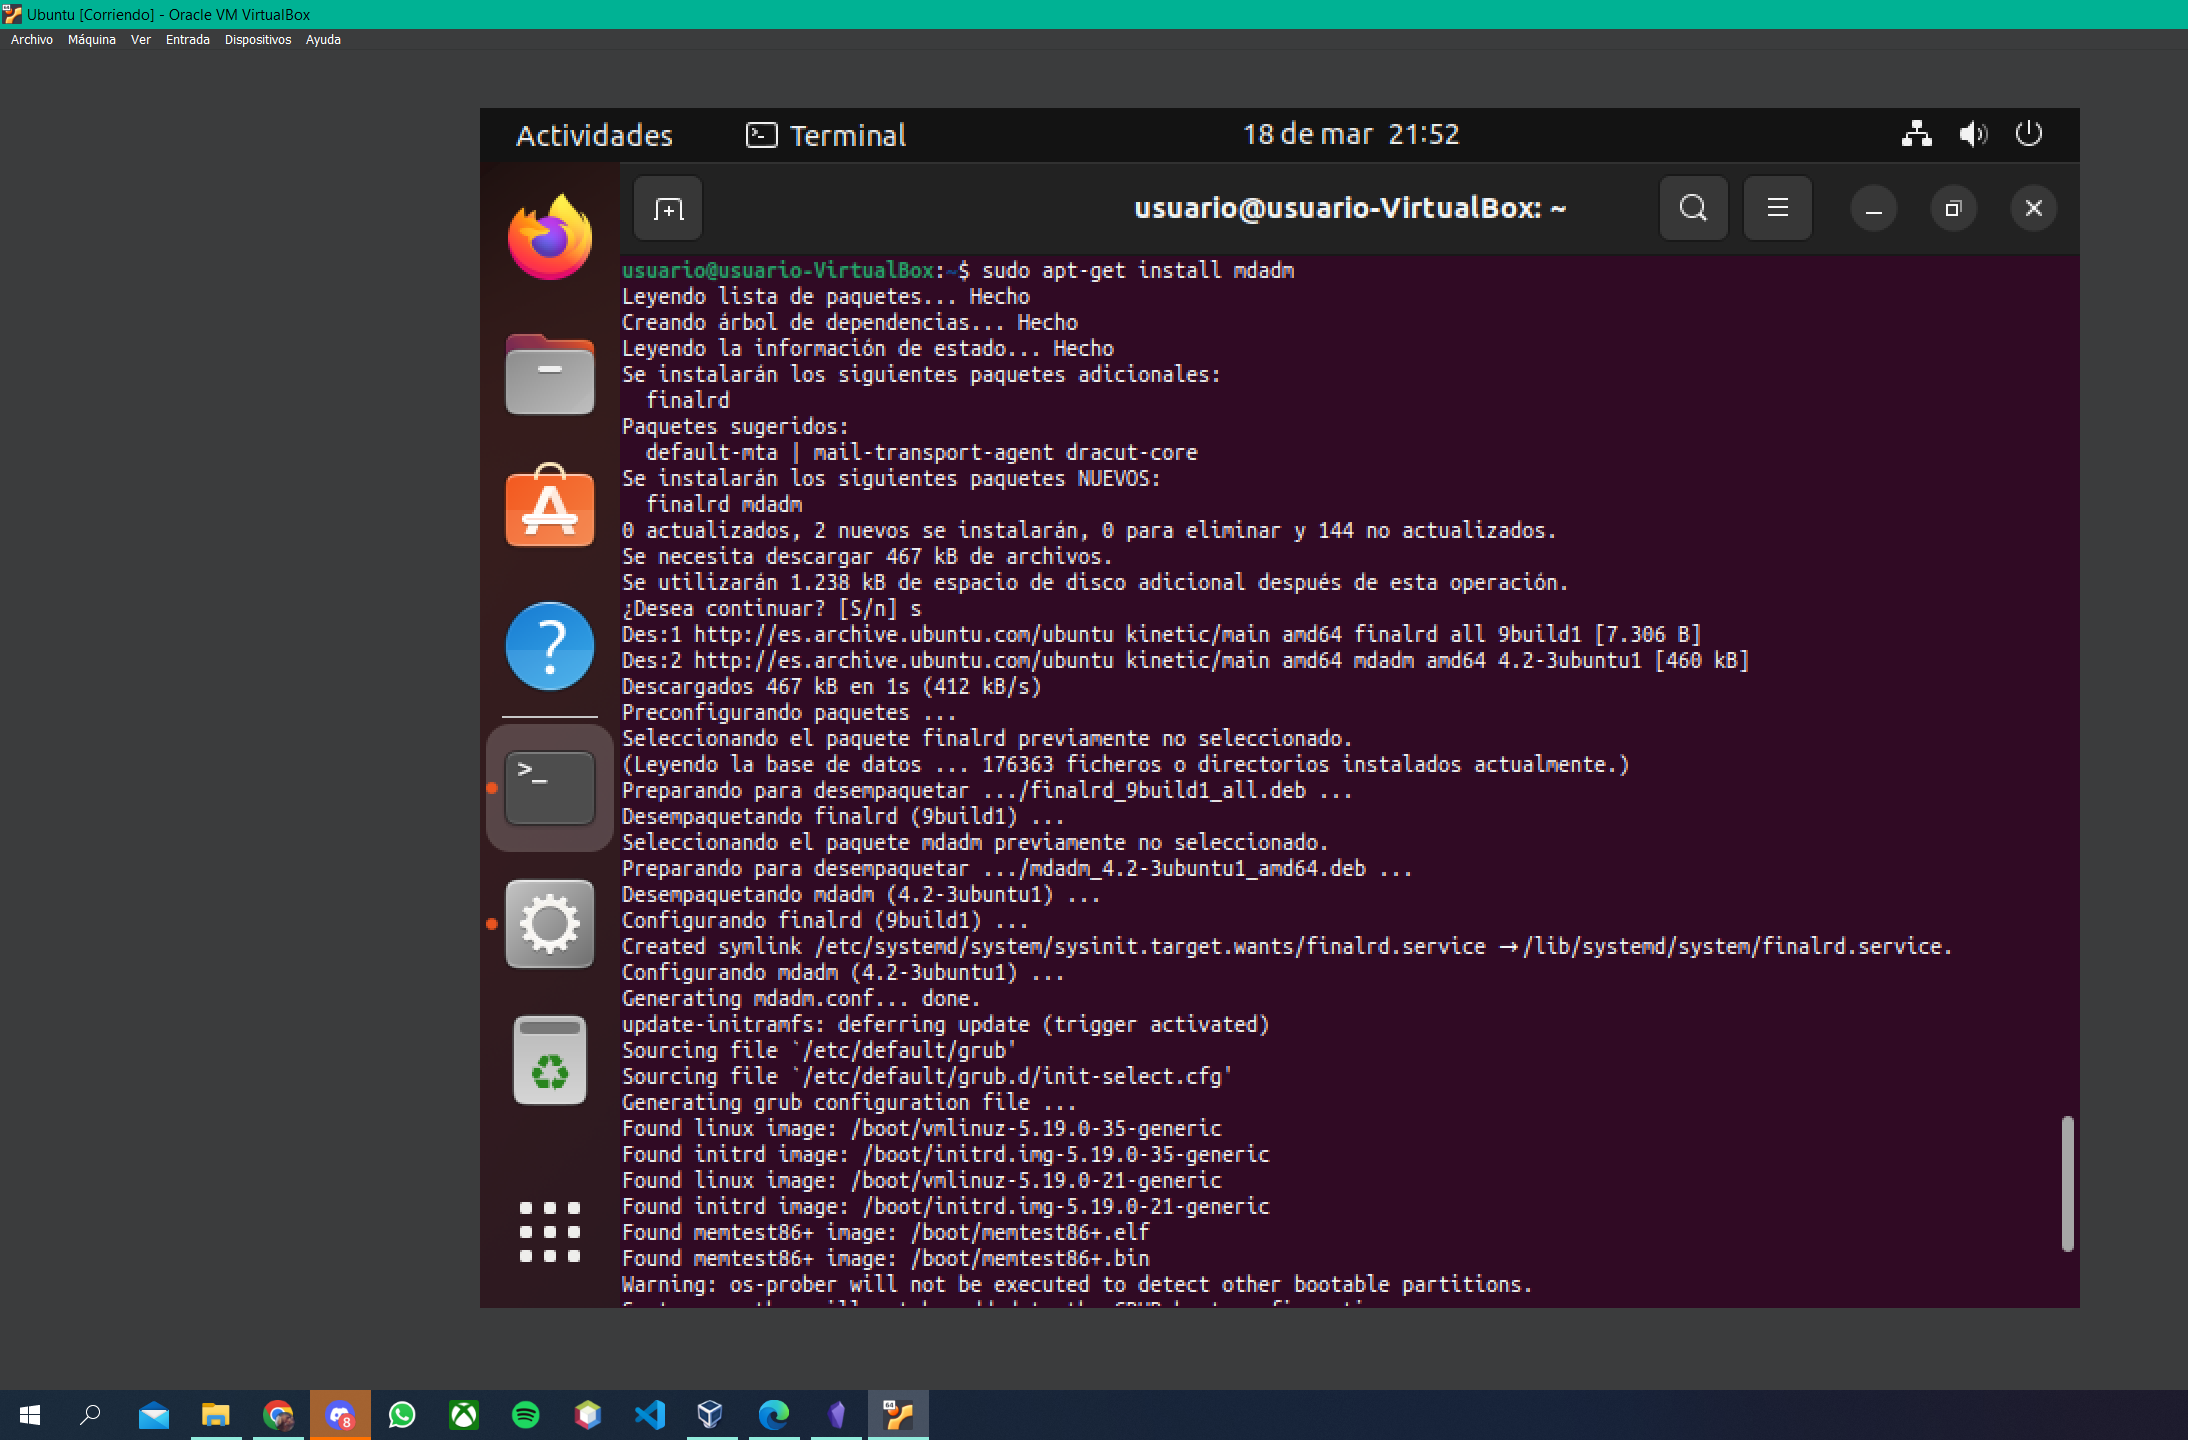 Ubuntu [Corriendo] - Oracle VM VirtualBox
Archivo Máquina Ver Entrada Dispositivos Ayuda
Actividades Terminal 18 de mar 21:52
usuario@usuario-VirtualBox: ~
usuario@usuario-VirtualBox:~$ sudo apt-get install mdadm
Leyendo lista de paquetes... Hecho
Creando árbol de dependencias... Hecho
Leyendo la información de estado... Hecho
Se instalarán los siguientes paquetes adicionales:
  finalrd
Paquetes sugeridos:
  default-mta | mail-transport-agent dracut-core
Se instalarán los siguientes paquetes NUEVOS:
  finalrd mdadm
0 actualizados, 2 nuevos se instalarán, 0 para eliminar y 144 no actualizados.
Se necesita descargar 467 kB de archivos.
Se utilizarán 1.238 kB de espacio de disco adicional después de esta operación.
¿Desea continuar? [S/n] s
Des:1 http://es.archive.ubuntu.com/ubuntu kinetic/main amd64 finalrd all 9build1 [7.306 B]
Des:2 http://es.archive.ubuntu.com/ubuntu kinetic/main amd64 mdadm amd64 4.2-3ubuntu1 [460 kB]
Descargados 467 kB en 1s (412 kB/s)
Preconfigurando paquetes ...
Seleccionando el paquete finalrd previamente no seleccionado.
(Leyendo la base de datos ... 176363 ficheros o directorios instalados actualmente.)
Preparando para desempaquetar .../finalrd_9build1_all.deb ...
Desempaquetando finalrd (9build1) ...
Seleccionando el paquete mdadm previamente no seleccionado.
Preparando para desempaquetar .../mdadm_4.2-3ubuntu1_amd64.deb ...
Desempaquetando mdadm (4.2-3ubuntu1) ...
Configurando finalrd (9build1) ...
Created symlink /etc/systemd/system/sysinit.target.wants/finalrd.service → /lib/systemd/system/finalrd.service.
Configurando mdadm (4.2-3ubuntu1) ...
Generating mdadm.conf... done.
update-initramfs: deferring update (trigger activated)
Sourcing file `/etc/default/grub'
Sourcing file `/etc/default/grub.d/init-select.cfg'
Generating grub configuration file ...
Found linux image: /boot/vmlinuz-5.19.0-35-generic
Found initrd image: /boot/initrd.img-5.19.0-35-generic
Found linux image: /boot/vmlinuz-5.19.0-21-generic
Found initrd image: /boot/initrd.img-5.19.0-21-generic
Found memtest86+ image: /boot/memtest86+.elf
Found memtest86+ image: /boot/memtest86+.bin
Warning: os-prober will not be executed to detect other bootable partitions.
8
64